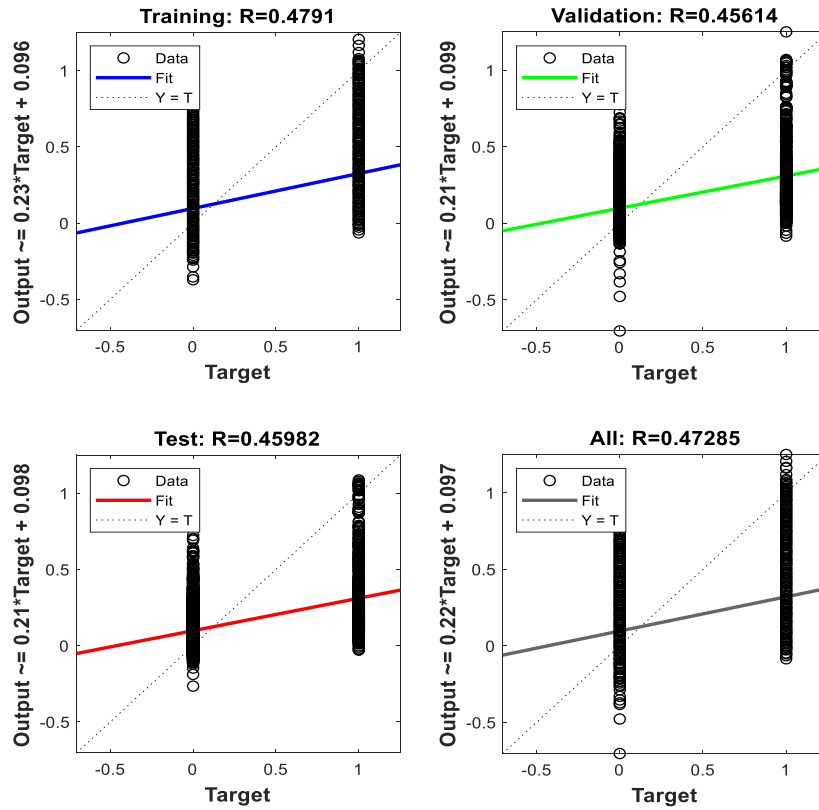 Training: R=0.4791
Output ~= 0.23*Target + 0.096
Data
Fit
Y = T
1
0.5
0
-0.5
-0.5
0
0.5
1
Target
Validation: R=0.45614
Output ~= 0.21*Target + 0.099
Data
Fit
Y = T
1
0.5
0
-0.5
-0.5
0
0.5
1
Target
Test: R=0.45982
Output ~= 0.21*Target + 0.098
Data
Fit
Y = T
1
0.5
0
-0.5
-0.5
0
0.5
1
Target
All: R=0.47285
Output ~= 0.22*Target + 0.097
Data
Fit
Y = T
1
0.5
0
-0.5
-0.5
0
0.5
1
Target